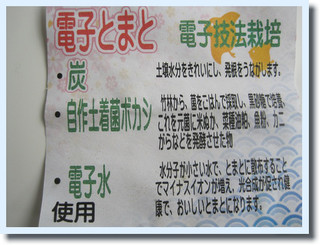 電子とまと 電子技法栽培
・炭 土壌水分をきれいにし、発根をうながします。
・自作土着菌ボカシ 竹林から、菌をごはんで採取し、黒砂糖で培養、
これを元菌に米ぬか、菜種油粕、魚粉、カニ
がらなどを発酵させた物
・電子水 水分子が小さい水で、とまとに散布すること
でマイナスイオンが増え、光合成が促され健
使用 康で、おいしいとまとになります。